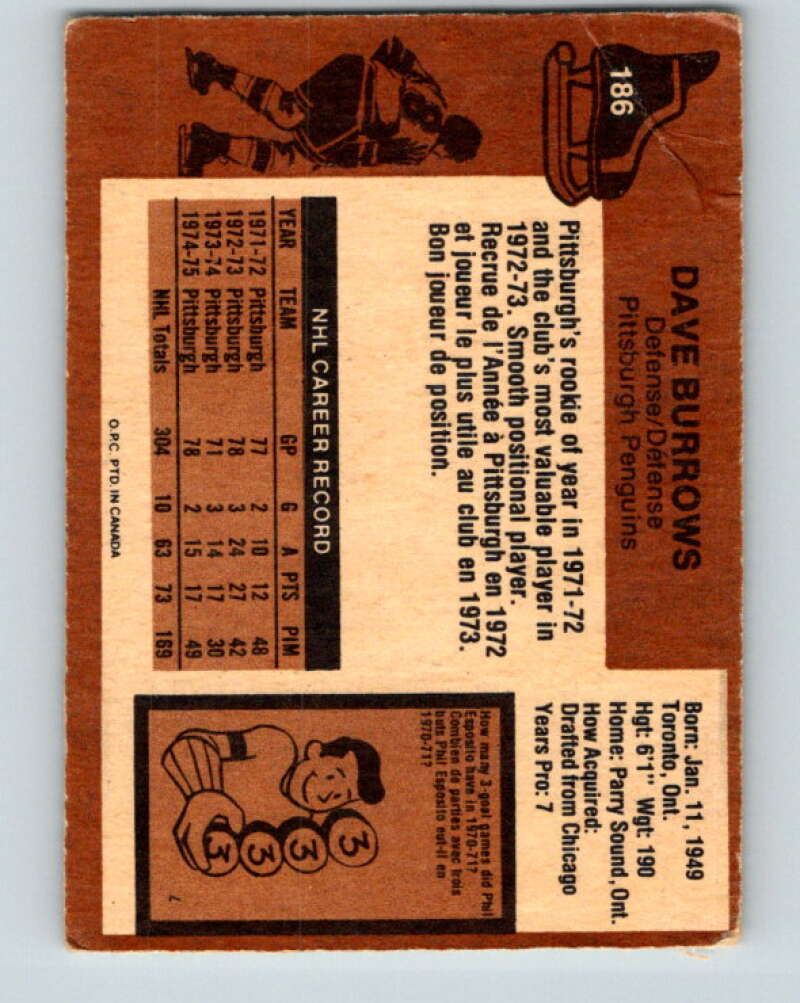 186
DAVE BURROWS
Defense/Défense
Pittsburgh Penguins
Pittsburgh's rookie of year in 1971-72
and the club's most valuable player in
1972-73. Smooth positional player.
Recrue de l'Année à Pittsburgh en 1972
et joueur le plus utile au club en 1973.
Bon joueur de position.
NHL CAREER RECORD
YEAR TEAM GP G A PTS PIM
1971-72 Pittsburgh 77 2 10 12 48
1972-73 Pittsburgh 78 3 24 27 42
1973-74 Pittsburgh 71 3 14 17 30
1974-75 Pittsburgh 78 2 15 17 49
NHL Totals 304 10 63 73 169
O.P.C. PTD. IN CANADA
Born: Jan. 11, 1949
Toronto, Ont.
Hgt: 6'1" Wgt: 190
Home: Parry Sound, Ont.
How Acquired:
Drafted from Chicago
Years Pro: 7
How many 3-goal games did Phil
Esposito have in 1970-71?
Combien de parties avec trois
buts Phil Esposito eut-il en
1970-71?
3 3 3 3